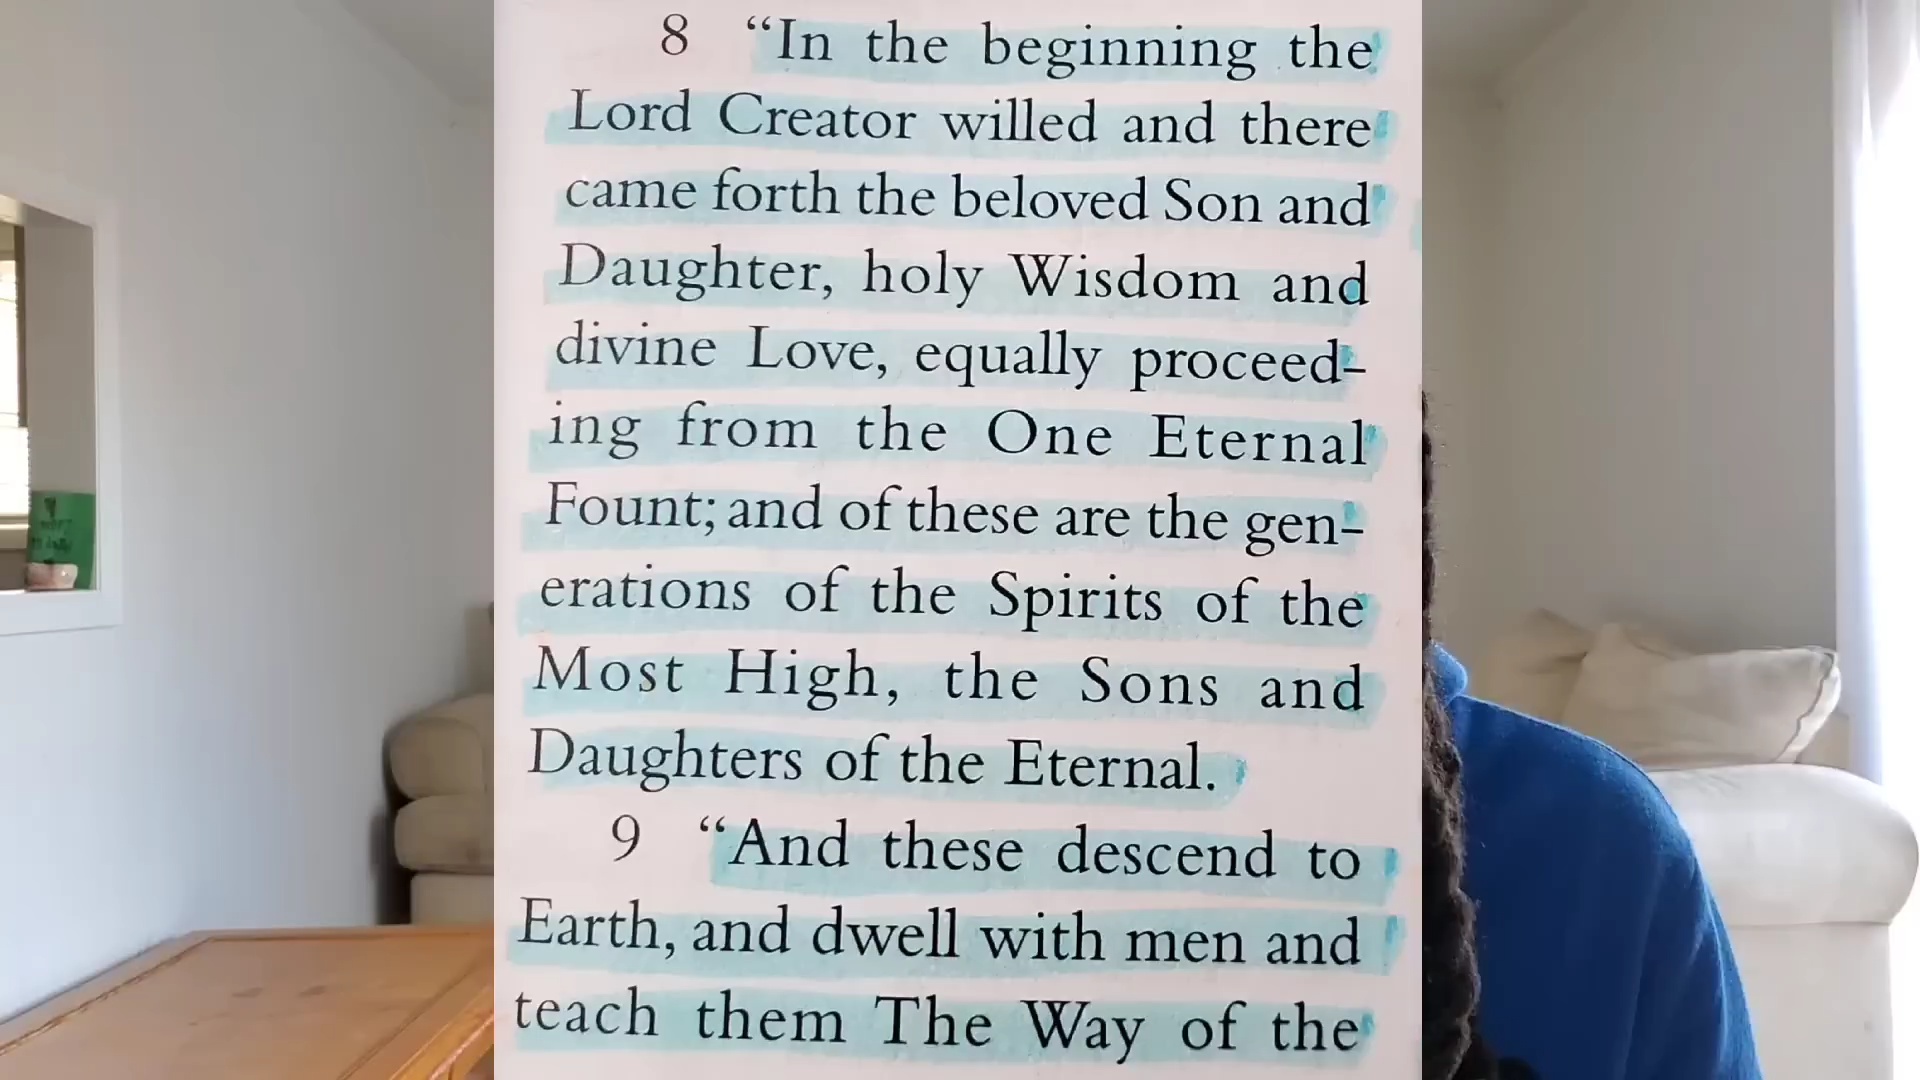 8 “In the beginning the
Lord Creator willed and there
came forth the beloved Son and
Daughter, holy Wisdom and
divine Love, equally proceed-
ing from the One Eternal
Fount; and of these are the gen-
erations of the Spirits of the
Most High, the Sons and
Daughters of the Eternal.
9 “And these descend to
Earth, and dwell with men and
teach them The Way of the